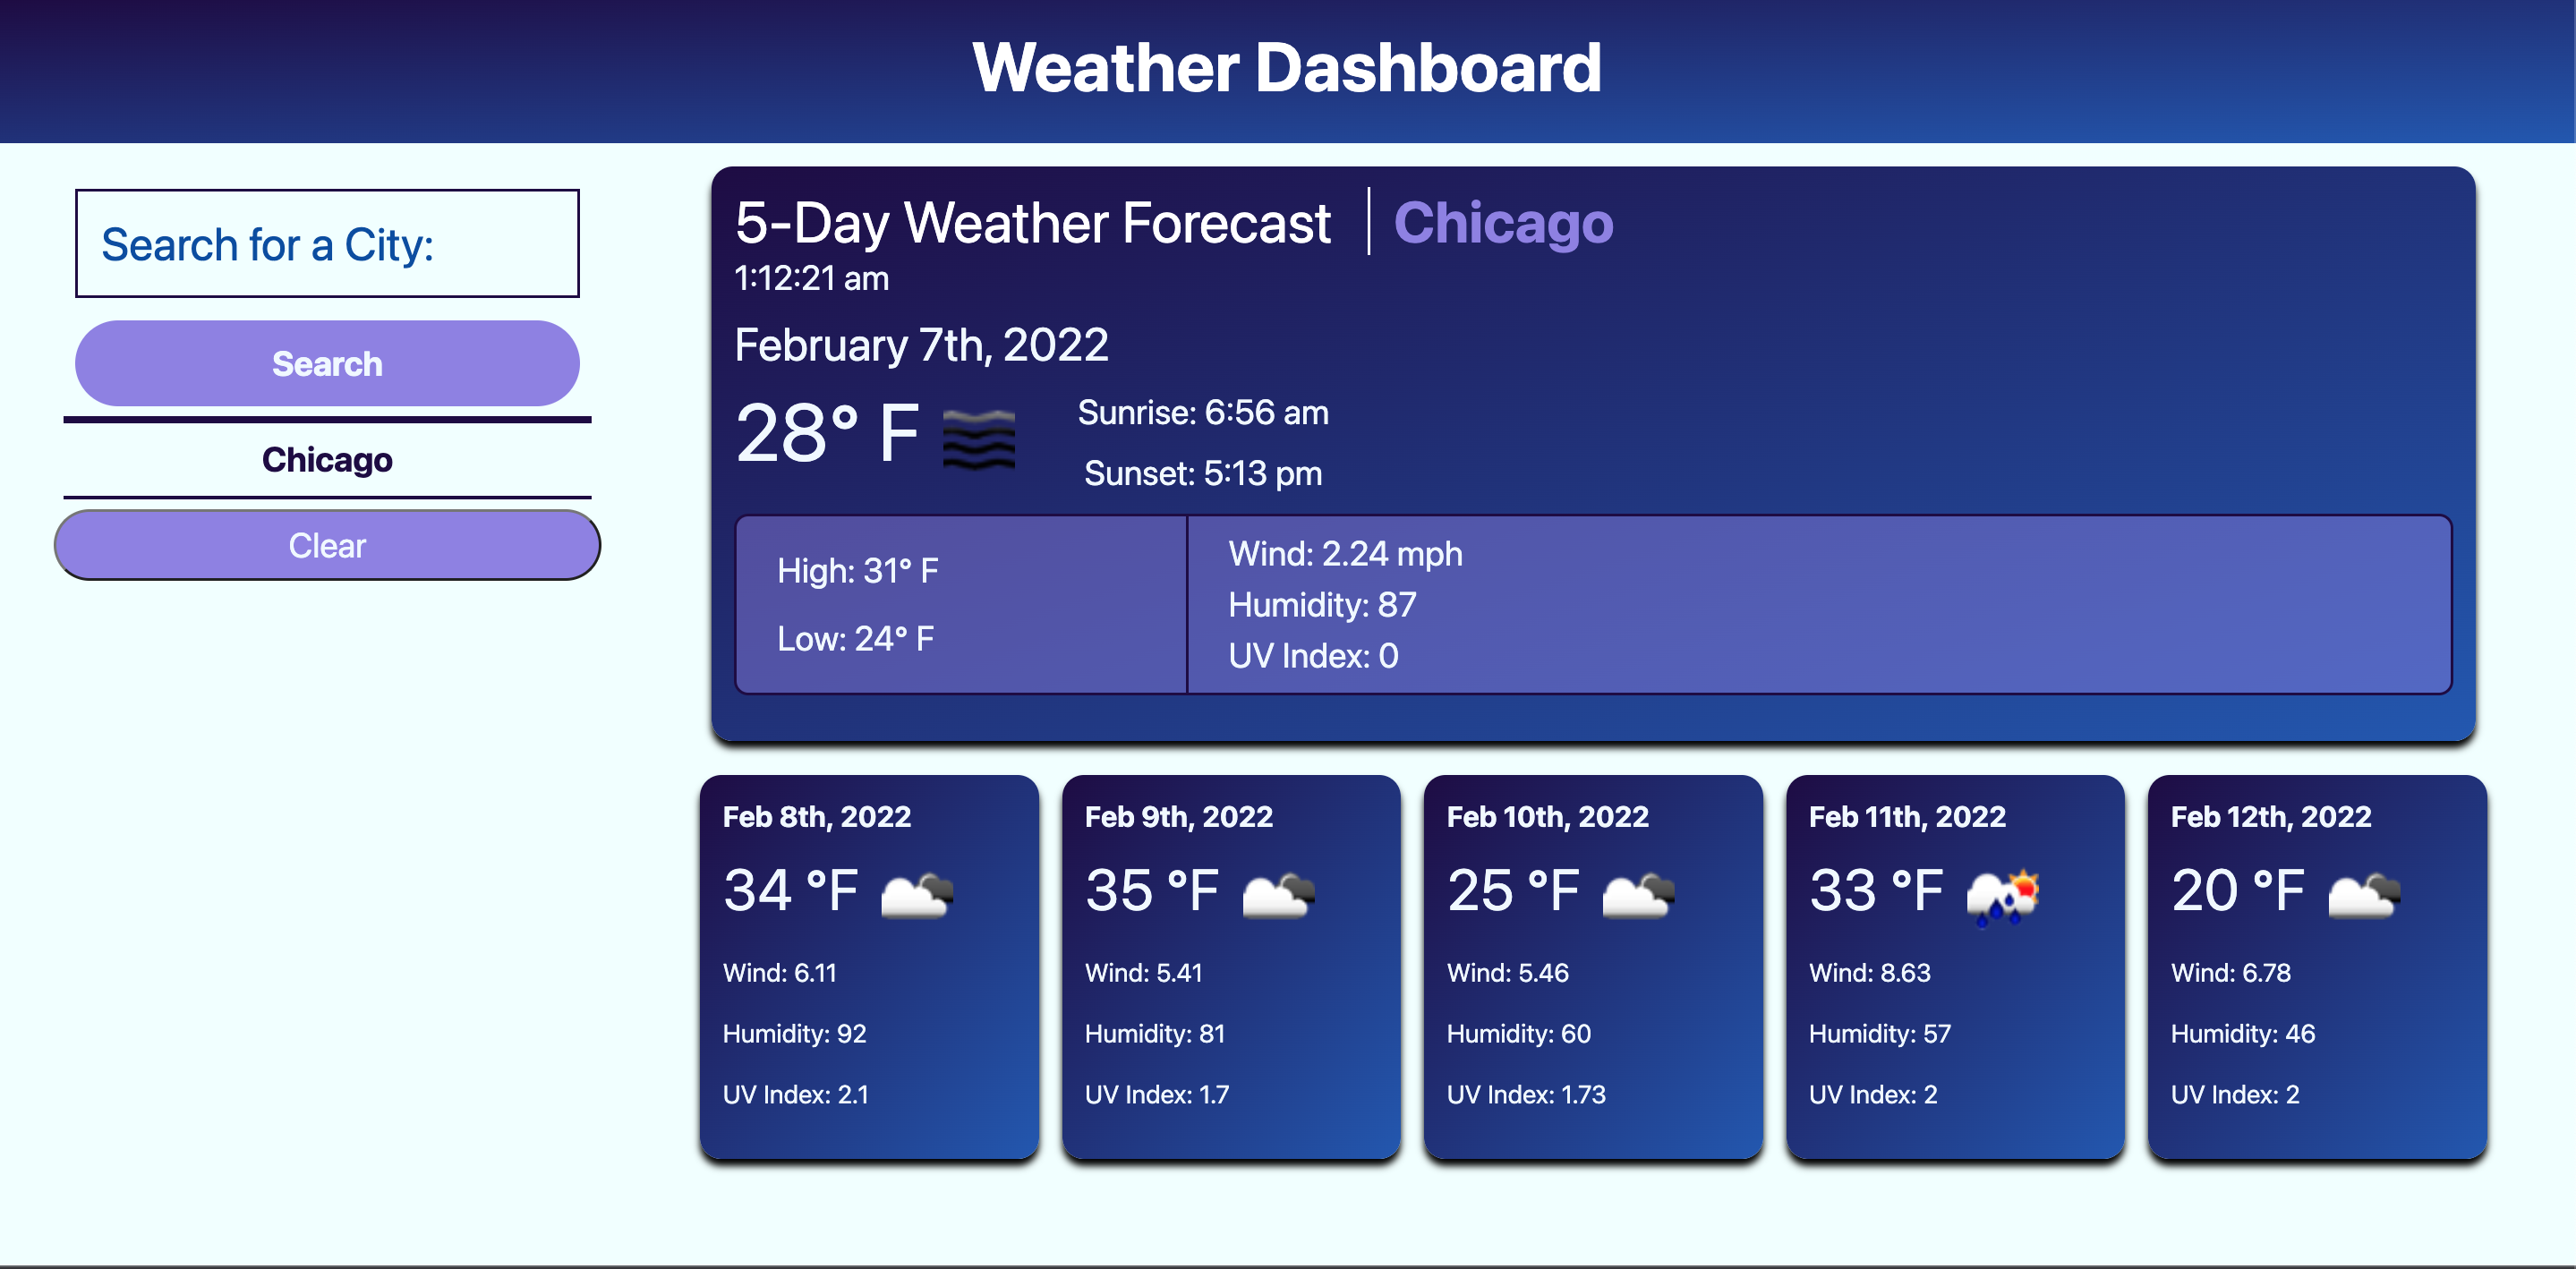 Weather Dashboard
Search for a City:
Search
Chicago
Clear
5-Day Weather Forecast Chicago
1:12:21 am
February 7th, 2022
28° F
Sunrise: 6:56 am
Sunset: 5:13 pm
High: 31° F
Low: 24° F
Wind: 2.24 mph
Humidity: 87
UV Index: 0
Feb 8th, 2022
34 °F
Wind: 6.11
Humidity: 92
UV Index: 2.1
Feb 9th, 2022
35 °F
Wind: 5.41
Humidity: 81
UV Index: 1.7
Feb 10th, 2022
25 °F
Wind: 5.46
Humidity: 60
UV Index: 1.73
Feb 11th, 2022
33 °F
Wind: 8.63
Humidity: 57
UV Index: 2
Feb 12th, 2022
20 °F
Wind: 6.78
Humidity: 46
UV Index: 2